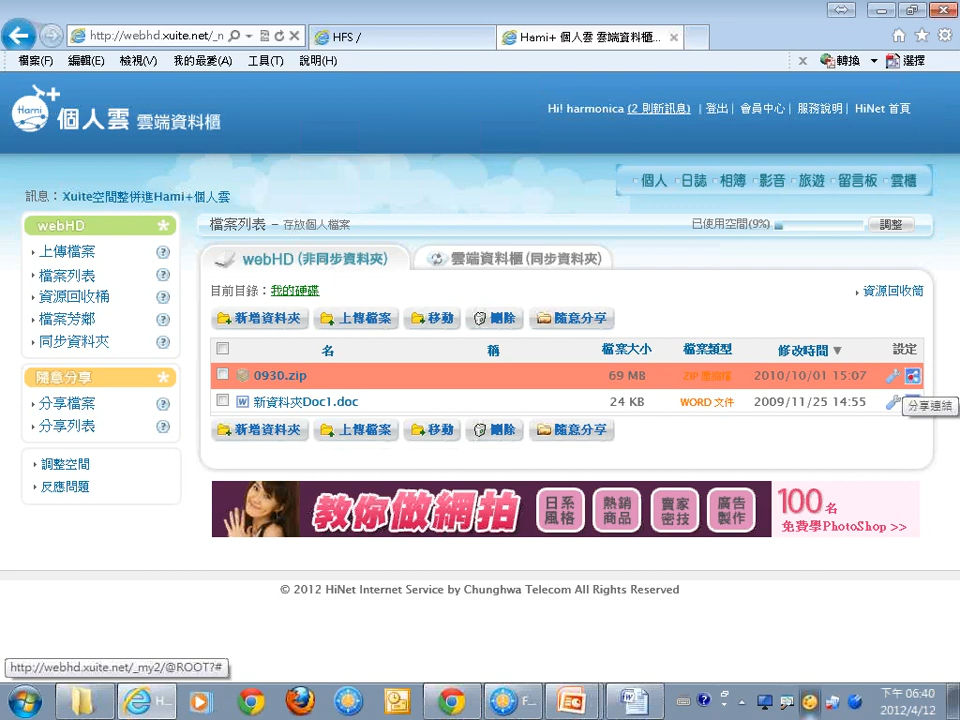 http://webhd.xuite.net/_n
HFS /
Hami+ 個人雲 雲端資料櫃...
檔案(F) 編輯(E) 檢視(V) 我的最愛(A) 工具(T) 說明(H)
轉換 選擇
Hami 個人雲 雲端資料櫃
Hi! harmonica (2 則新訊息) | 登出 | 會員中心 | 服務說明 | HiNet 首頁
個人 日誌 相簿 影音 旅遊 留言板 雲櫃
訊息：Xuite空間整併進Hami+個人雲
webHD
上傳檔案
檔案列表
資源回收桶
檔案芳鄰
同步資料夾
隨意分享
分享檔案
分享列表
調整空間
反應問題
檔案列表 – 存放個人檔案
已使用空間(9%) 調整
webHD (非同步資料夾) 雲端資料櫃(同步資料夾)
目前目錄：我的硬碟
資源回收筒
新增資料夾 上傳檔案 移動 刪除 隨意分享
名 稱 檔案大小 檔案類型 修改時間▼ 設定
0930.zip 69 MB ZIP 壓縮檔 2010/10/01 15:07
新資料夾Doc1.doc 24 KB WORD 文件 2009/11/25 14:55
分享連結
新增資料夾 上傳檔案 移動 刪除 隨意分享
教你做網拍 日系風格 熱銷商品 賣家密技 廣告製作
100名
免費學PhotoShop >>
© 2012 HiNet Internet Service by Chunghwa Telecom All Rights Reserved
http://webhd.xuite.net/_my2/@ROOT?#
H...
F...
下午 06:40
2012/4/12